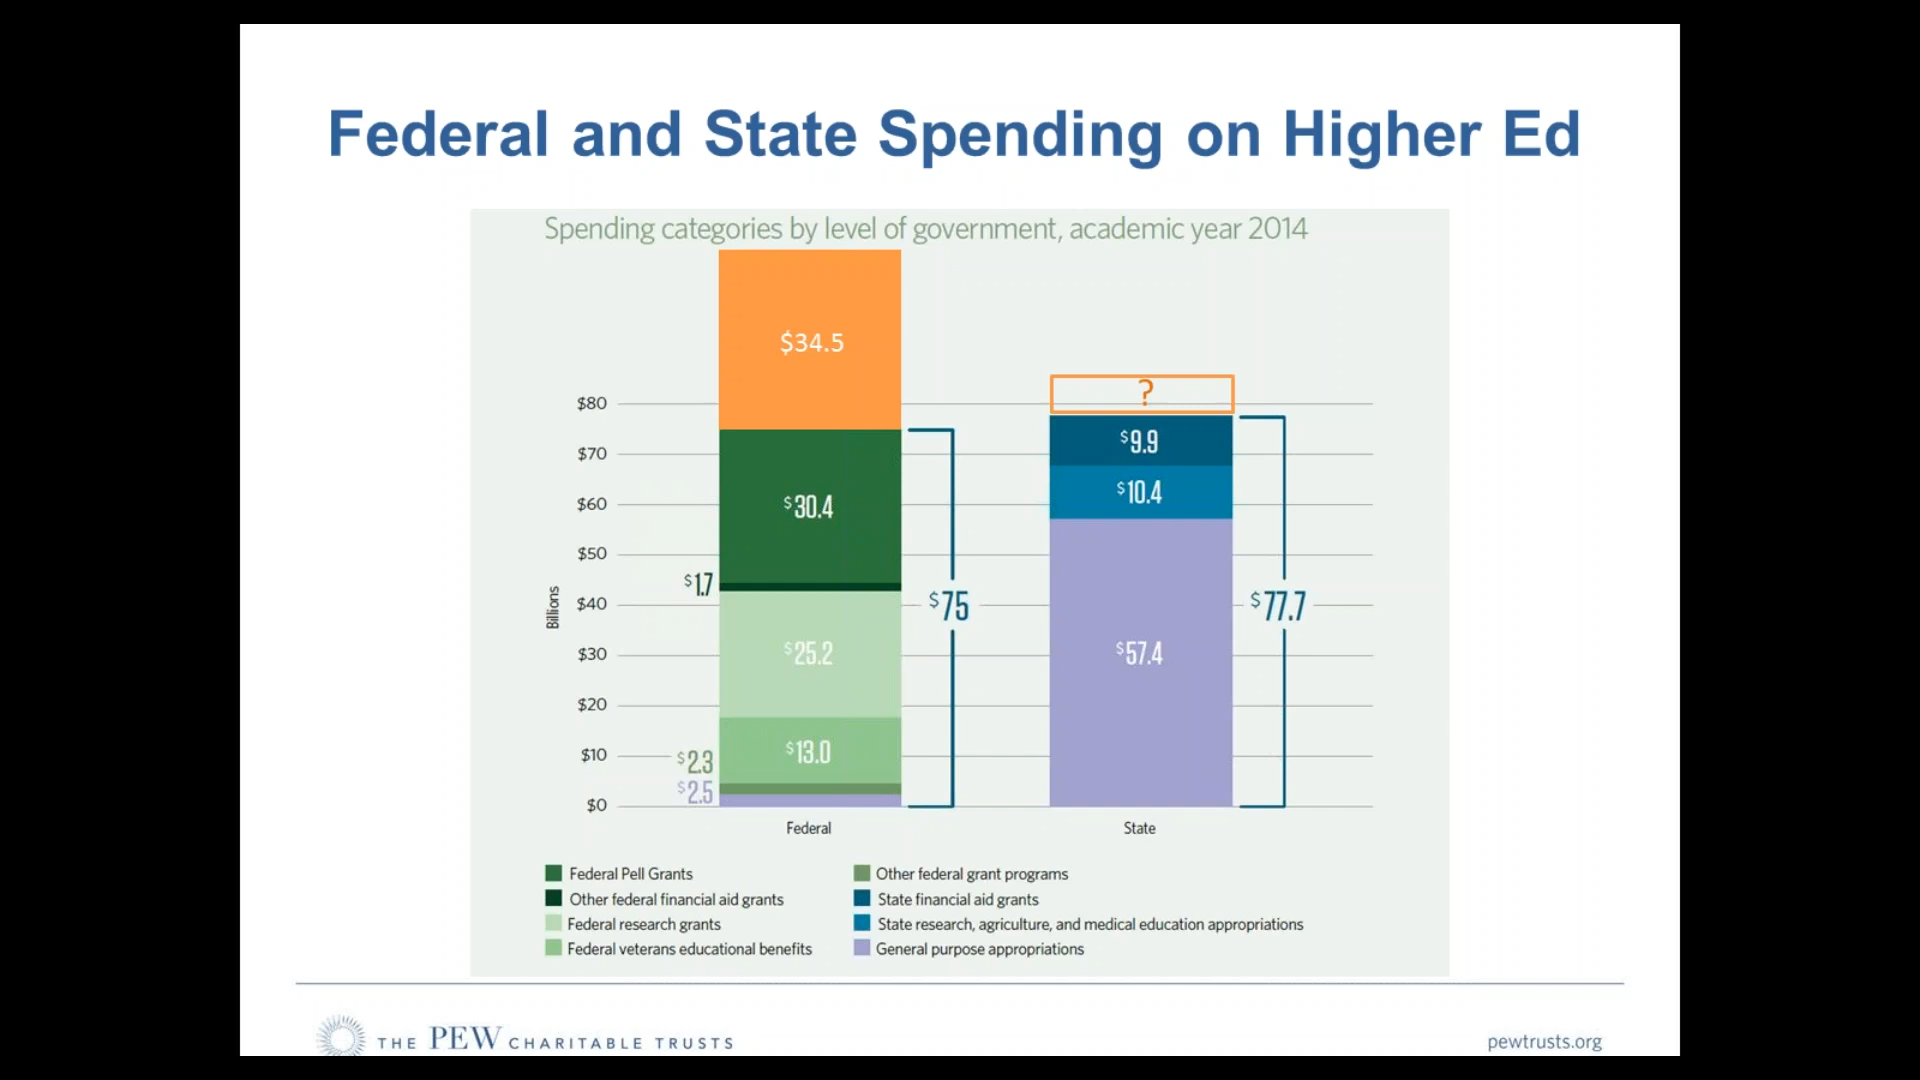 Federal and State Spending on Higher Ed
Spending categories by level of government, academic year 2014
$34.5
?
$80
$9.9
$70
$10.4
$60
$30.4
$50
$1.7
Billions
$40
$75
$77.7
$30
$25.2
$57.4
$20
$10
$2.3
$13.0
$2.5
$0
Federal
State
Federal Pell Grants
Other federal financial aid grants
Federal research grants
Federal veterans educational benefits
Other federal grant programs
State financial aid grants
State research, agriculture, and medical education appropriations
General purpose appropriations
THE PEW CHARITABLE TRUSTS
pewtrusts.org